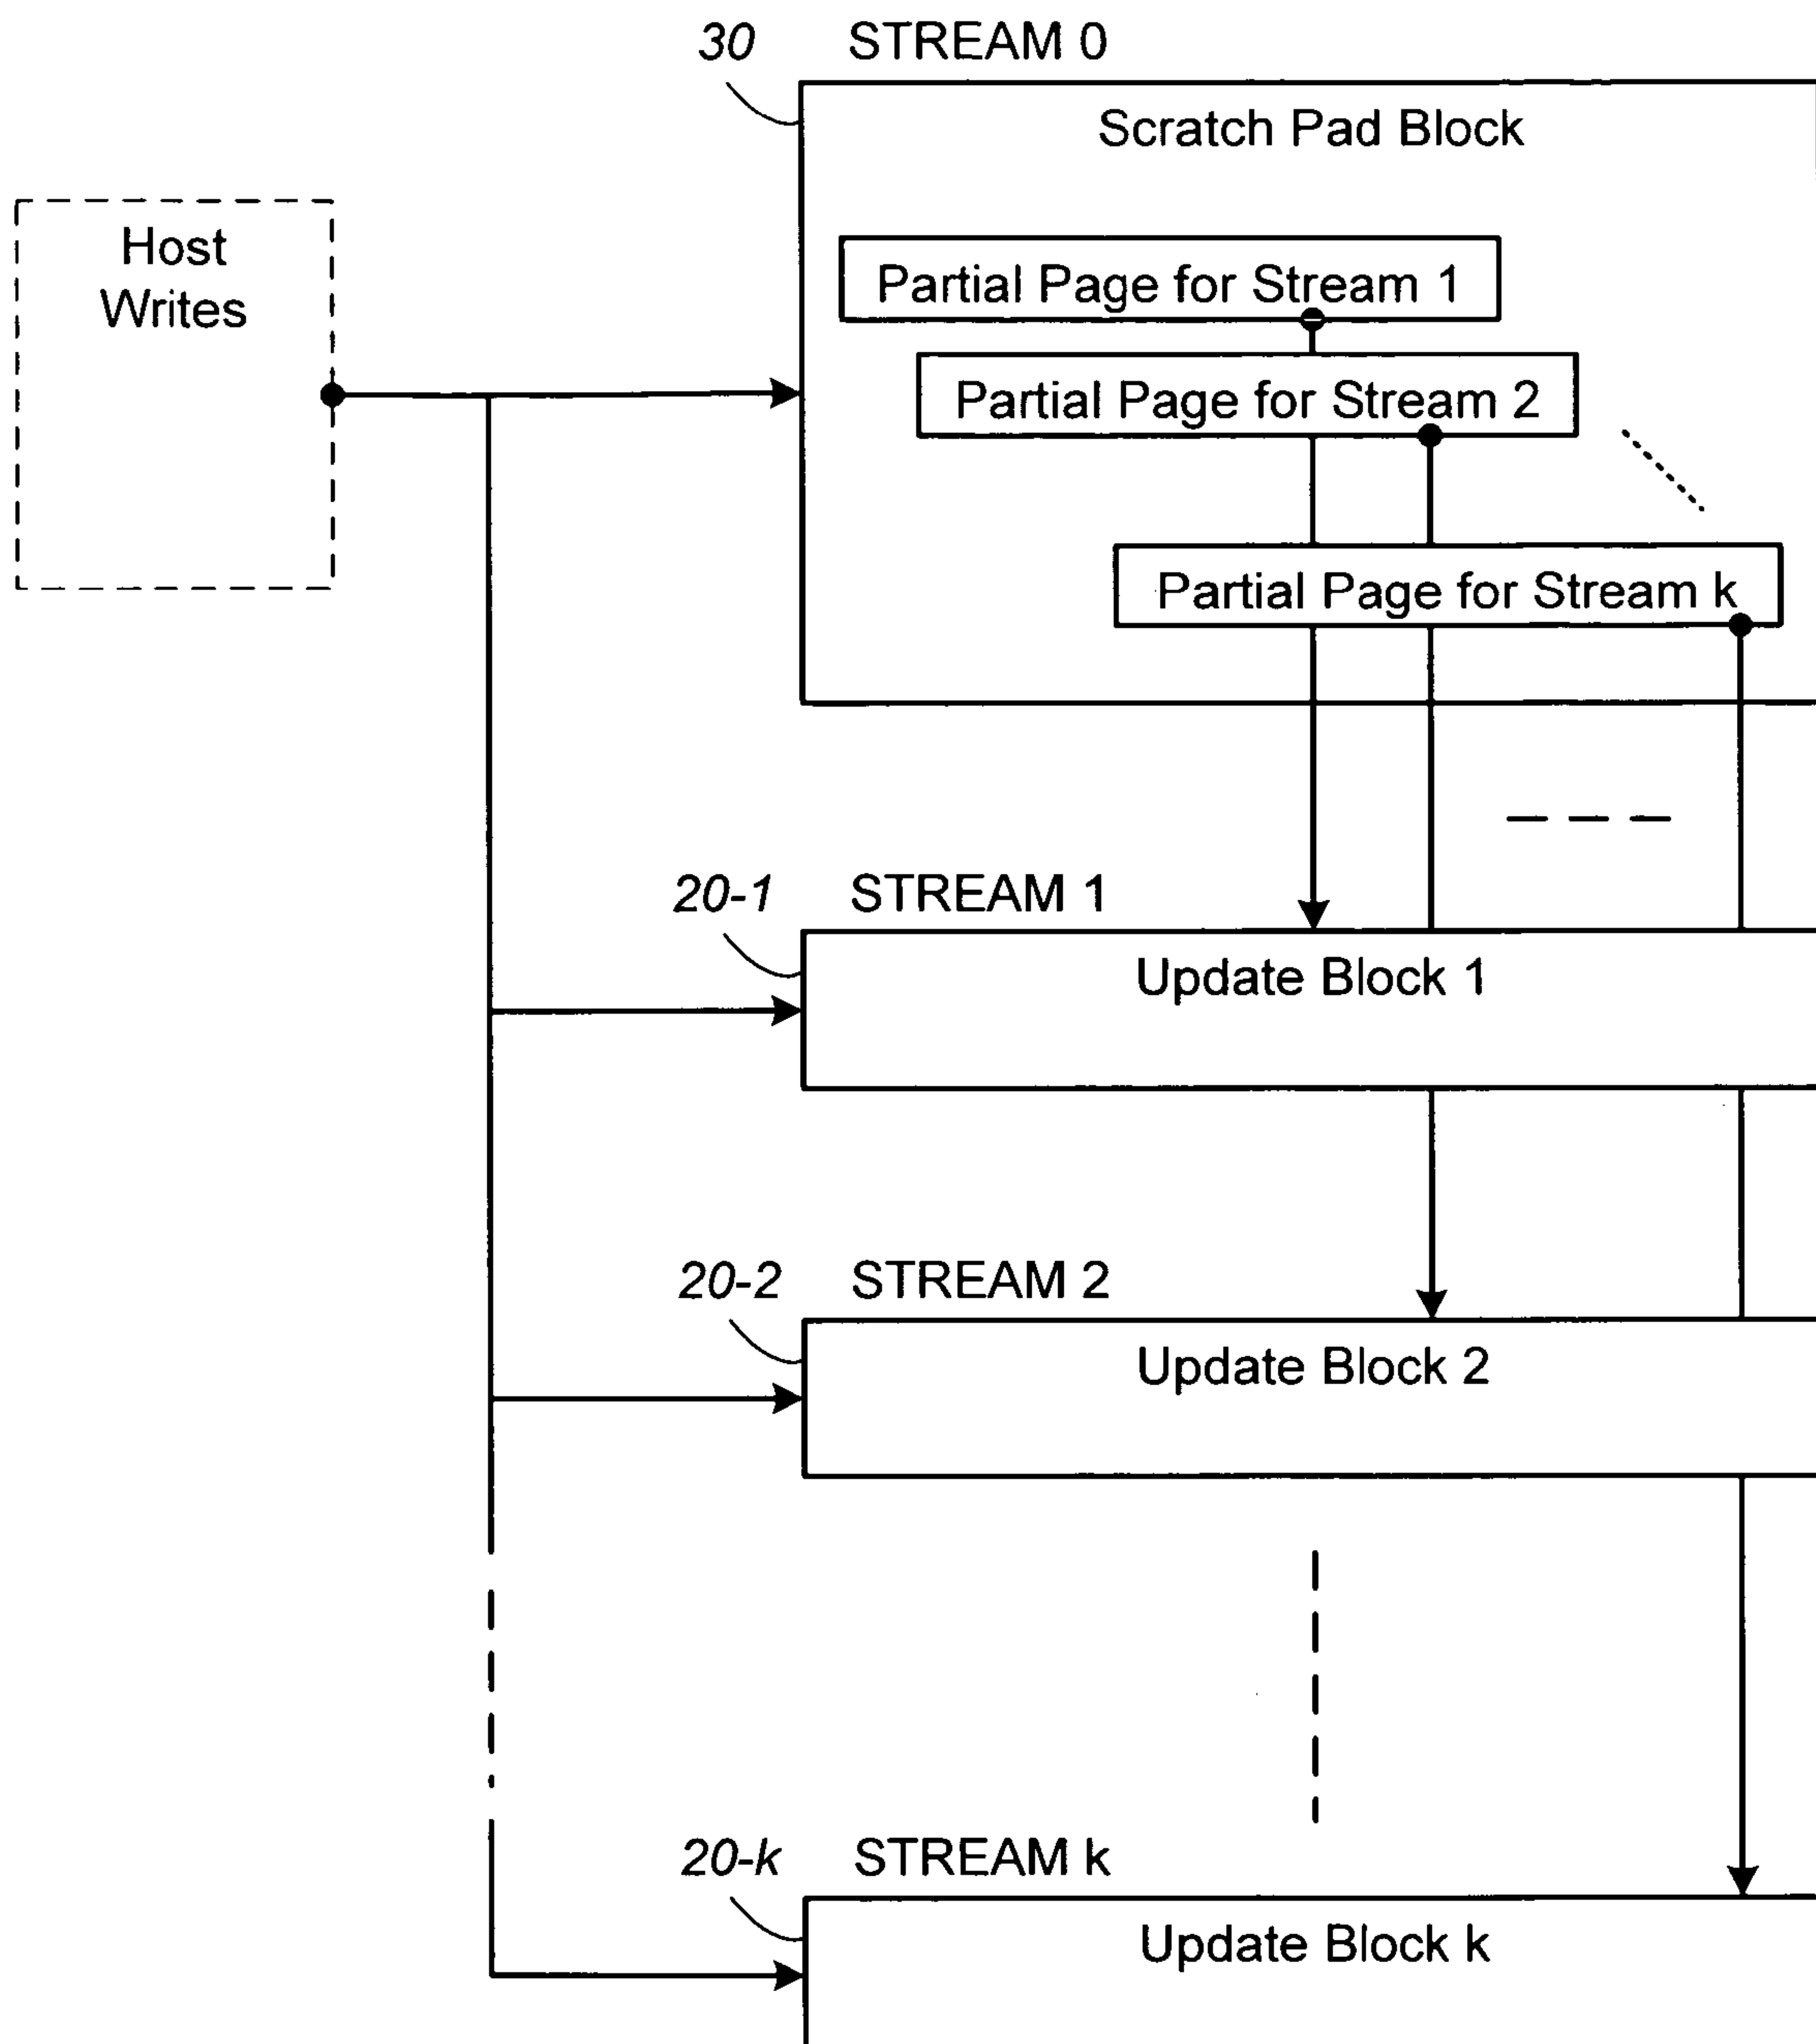 30 STREAM 0
Scratch Pad Block
Host
Writes
Partial Page for Stream 1
Partial Page for Stream 2
Partial Page for Stream k
20-1 STREAM 1
Update Block 1
20-2 STREAM 2
Update Block 2
20-k STREAM k
Update Block k